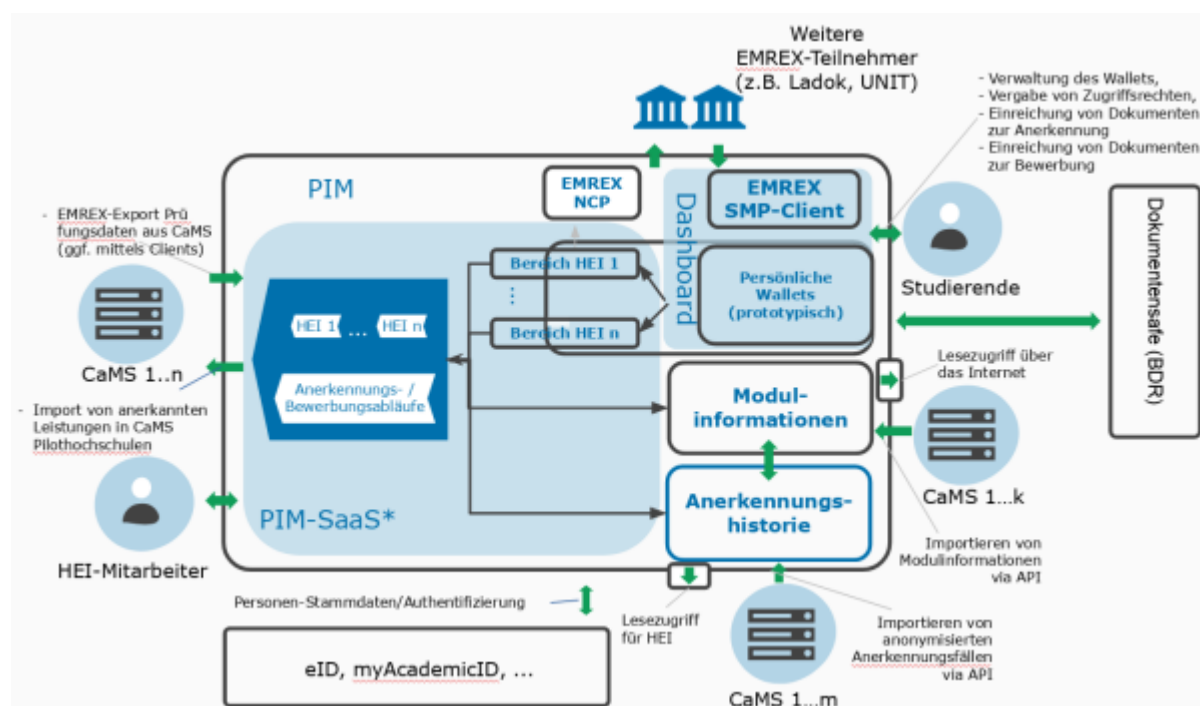 Weitere
EMREX-Teilnehmer
(z.B. Ladok, UNIT)
- Verwaltung des Wallets,
- Vergabe von Zugriffsrechten,
- Einreichung von Dokumenten
zur Anerkennung
- Einreichung von Dokumenten
zur Bewerbung
PIM
EMREX
NCP
Dashboard
EMREX
SMP-Client
- EMREX-Export Prü
fungsdaten aus CaMS
(ggf. mittels Clients)
CaMS 1..n
- Import von anerkannten
Leistungen in CaMS
Pilothochschulen
HEI-Mitarbeiter
Bereich HEI 1
⋮
Bereich HEI n
Persönliche
Wallets
(prototypisch)
Studierende
Dokumentensafe (BDR)
HEI 1 ... HEI n
Anerkennungs- /
Bewerbungsabläufe
PIM-SaaS*
Modul-
informationen
Anerkennungs-
historie
Lesezugriff über
das Internet
CaMS 1...k
Importieren von
Modulinformationen
via API
Personen-Stammdaten/Authentifizierung
eID, myAcademicID, ...
Lesezugriff
für HEI
CaMS 1...m
Importieren von
anonymisierten
Anerkennungsfällen
via API